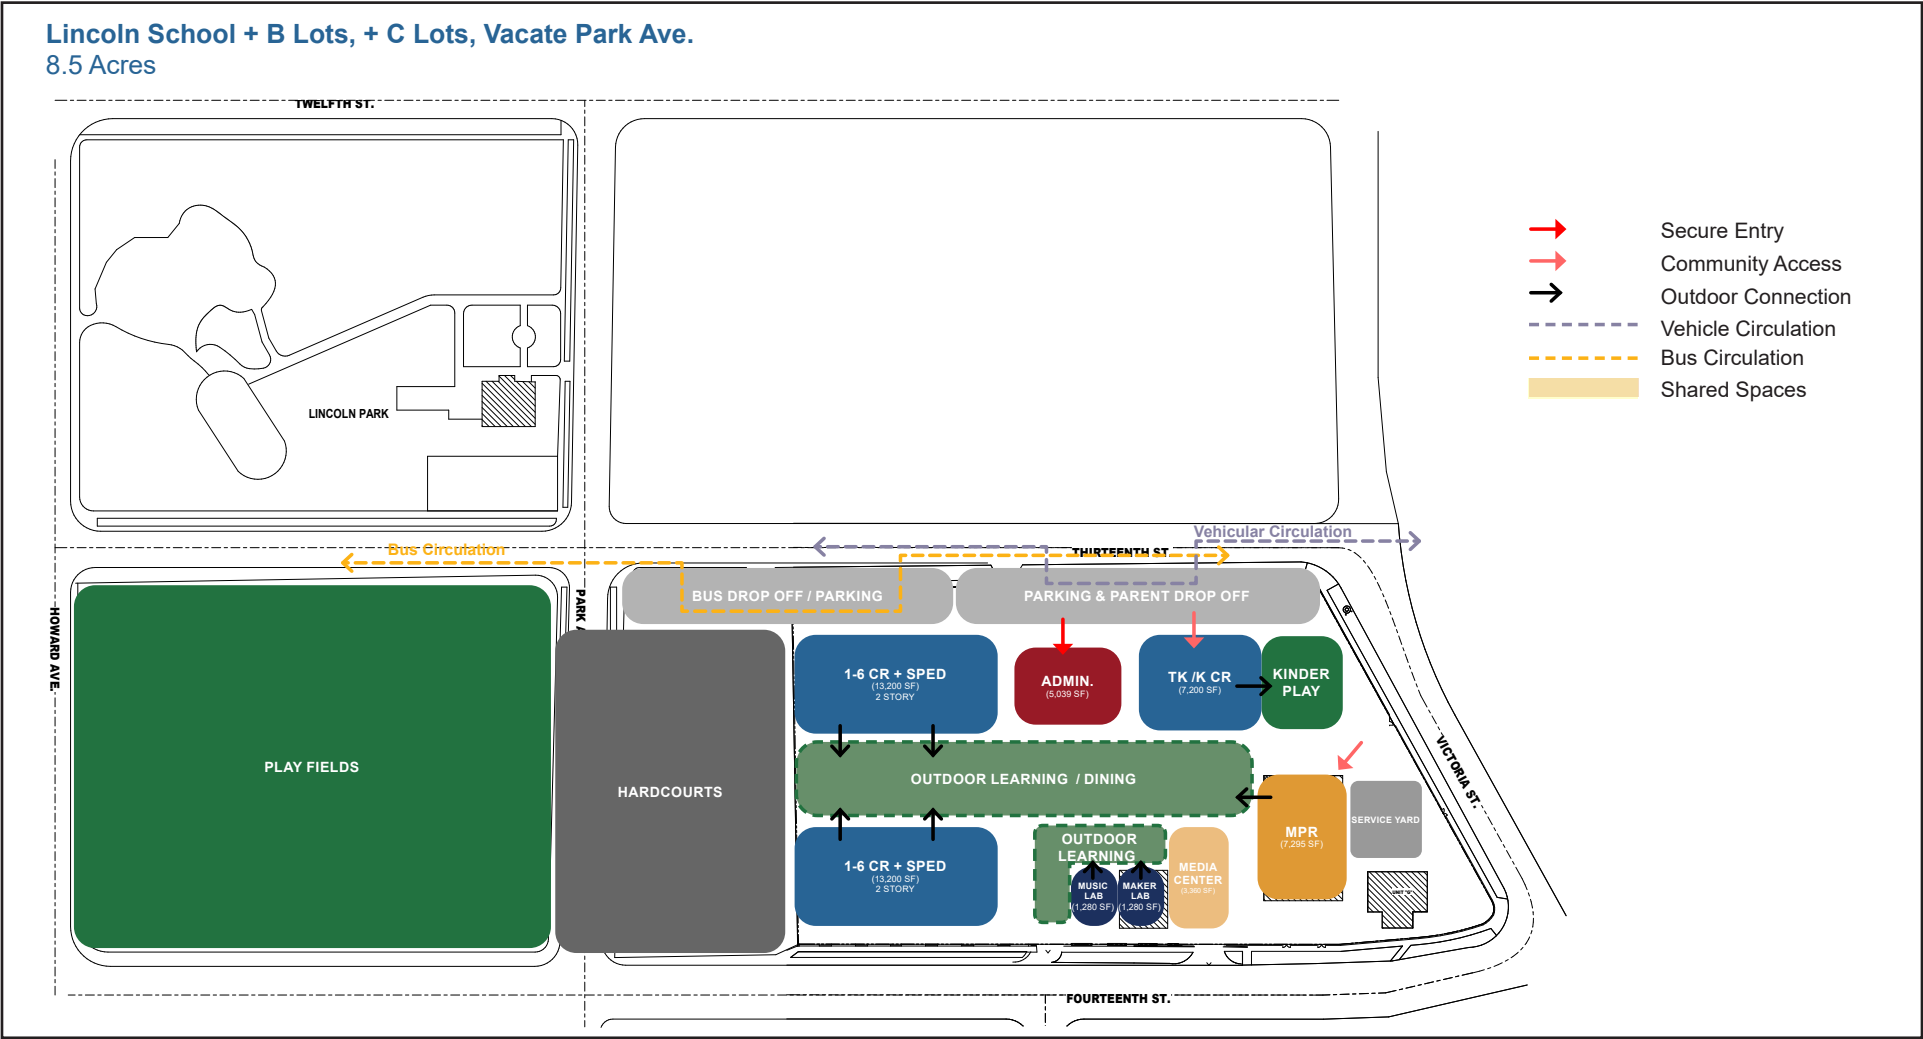 Lincoln School + B Lots, + C Lots, Vacate Park Ave.
8.5 Acres
TWELFTH ST.
Secure Entry
Community Access
Outdoor Connection
Vehicle Circulation
Bus Circulation
Shared Spaces
LINCOLN PARK
Vehicular Circulation
Bus Circulation
THIRTEENTH ST.
HOWARD AVE.
PARK A
BUS DROP OFF / PARKING
PARKING & PARENT DROP OFF
1-6 CR + SPED
(13,200 SF)
2 STORY
ADMIN.
(5,039 SF)
TK /K CR
(7,200 SF)
KINDER
PLAY
PLAY FIELDS
HARDCOURTS
OUTDOOR LEARNING / DINING
VICTORIA ST.
MPR
(7,295 SF)
SERVICE YARD
OUTDOOR
LEARNING
1-6 CR + SPED
(13,200 SF)
2 STORY
MUSIC
LAB
(1,280 SF)
MAKER
LAB
(1,280 SF)
MEDIA
CENTER
FOURTEENTH ST.